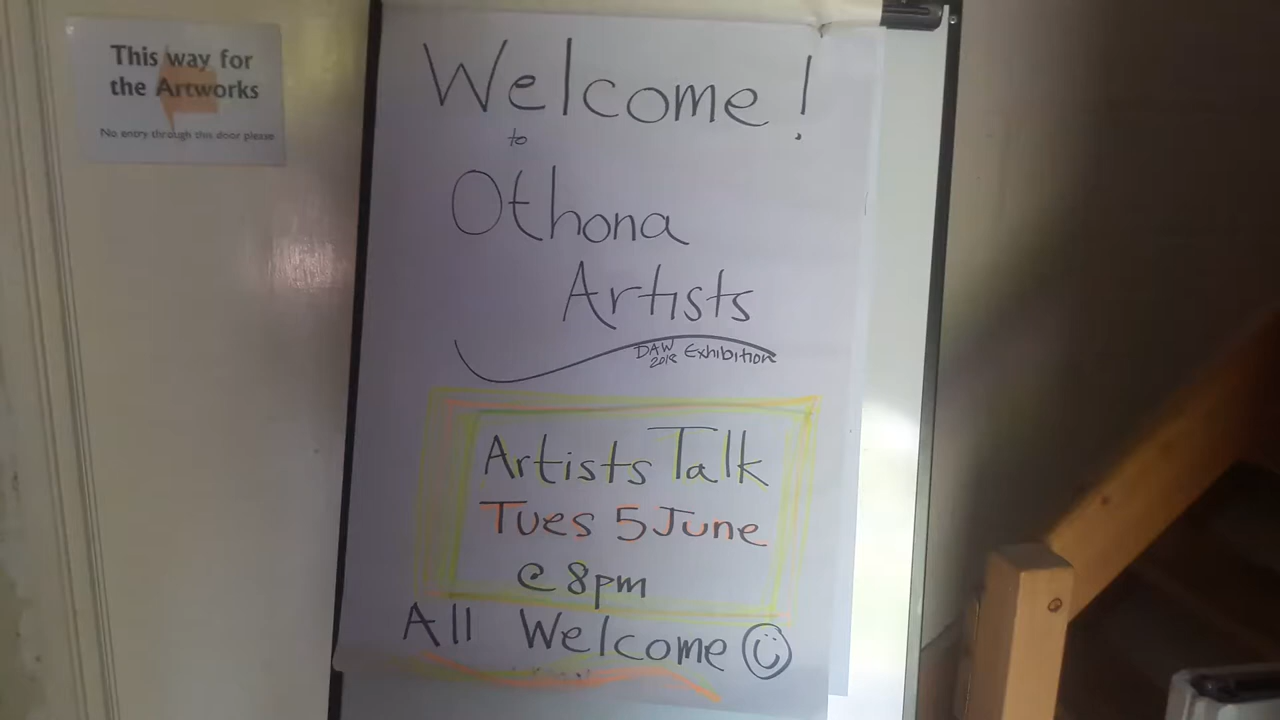 This way for
the Artworks
No entry through this door please
Welcome!
to
Othona
Artists
DAW
2018 Exhibition
Artists Talk
Tues 5 June
@ 8pm
All Welcome